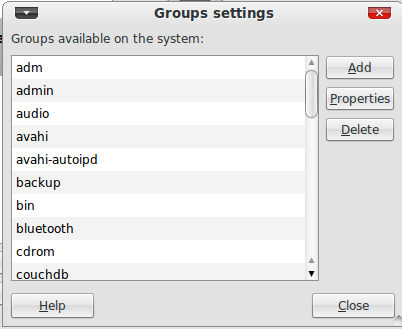 Groups settings
Groups available on the system:
adm
admin
audio
avahi
avahi-autoipd
backup
bin
bluetooth
cdrom
couchdb
Add
Properties
Delete
Help
Close